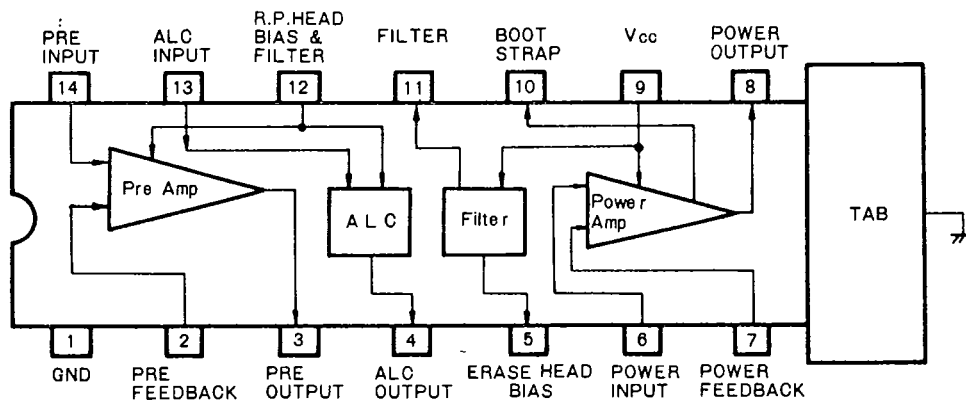 PRE
INPUT
ALC
INPUT
R.P.HEAD
BIAS &
FILTER
FILTER
BOOT
STRAP
Vcc
POWER
OUTPUT
14
13
12
11
10
9
8
Pre Amp
ALC
Filter
Power
Amp
TAB
1
2
3
4
5
6
7
GND
PRE
FEEDBACK
PRE
OUTPUT
ALC
OUTPUT
ERASE HEAD
BIAS
POWER
INPUT
POWER
FEEDBACK